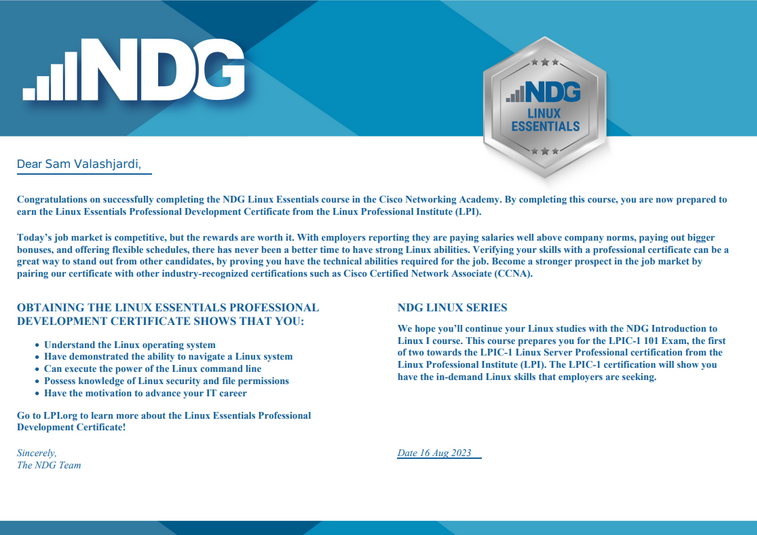 NDG
NDG
LINUX
ESSENTIALS
Dear Sam Valashjardi,
Congratulations on successfully completing the NDG Linux Essentials course in the Cisco Networking Academy. By completing this course, you are now prepared to
earn the Linux Essentials Professional Development Certificate from the Linux Professional Institute (LPI).
Today's job market is competitive, but the rewards are worth it. With employers reporting they are paying salaries well above company norms, paying out bigger
bonuses, and offering flexible schedules, there has never been a better time to have strong Linux abilities. Verifying your skills with a professional certificate can be a
great way to stand out from other candidates, by proving you have the technical abilities required for the job. Become a stronger prospect in the job market by
pairing our certificate with other industry-recognized certifications such as Cisco Certified Network Associate (CCNA).
OBTAINING THE LINUX ESSENTIALS PROFESSIONAL
DEVELOPMENT CERTIFICATE SHOWS THAT YOU:
• Understand the Linux operating system
• Have demonstrated the ability to navigate a Linux system
• Can execute the power of the Linux command line
• Possess knowledge of Linux security and file permissions
• Have the motivation to advance your IT career
Go to LPI.org to learn more about the Linux Essentials Professional
Development Certificate!
Sincerely,
The NDG Team
NDG LINUX SERIES
We hope you'll continue your Linux studies with the NDG Introduction to
Linux I course. This course prepares you for the LPIC-1 101 Exam, the first
of two towards the LPIC-1 Linux Server Professional certification from the
Linux Professional Institute (LPI). The LPIC-1 certification will show you
have the in-demand Linux skills that employers are seeking.
Date 16 Aug 2023